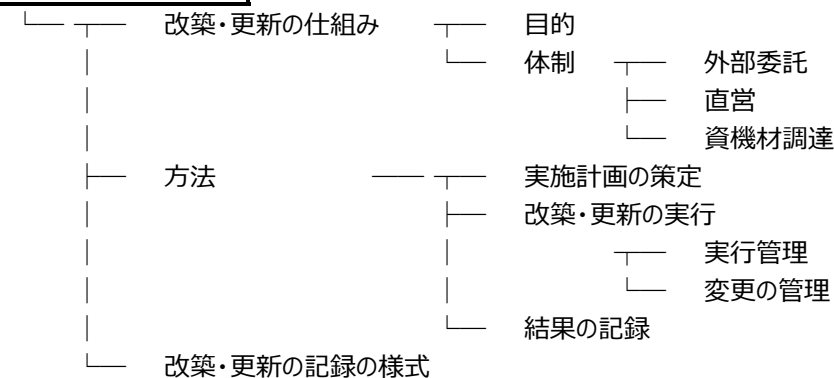 改築・更新の仕組み 目的
体制 外部委託
直営
資機材調達
方法 実施計画の策定
改築・更新の実行
実行管理
変更の管理
結果の記録
改築・更新の記録の様式